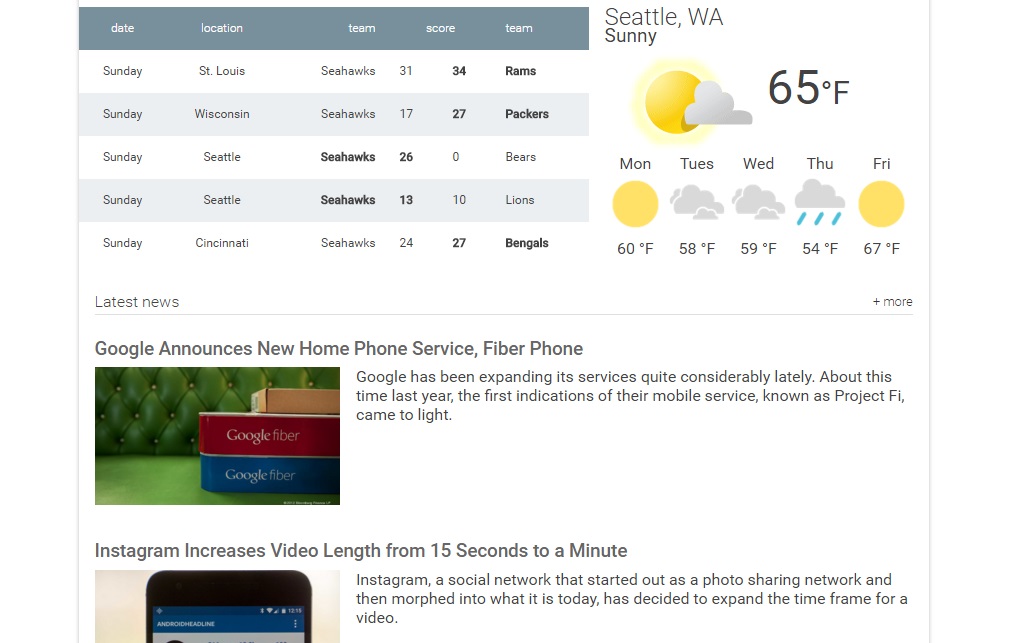 date location team score team
Sunday St. Louis Seahawks 31 34 Rams
Sunday Wisconsin Seahawks 17 27 Packers
Sunday Seattle Seahawks 26 0 Bears
Sunday Seattle Seahawks 13 10 Lions
Sunday Cincinnati Seahawks 24 27 Bengals
Seattle, WA
Sunny
65°F
Mon Tues Wed Thu Fri
60 °F 58 °F 59 °F 54 °F 67 °F
Latest news + more
Google Announces New Home Phone Service, Fiber Phone
Google fiber
Google fiber
Google has been expanding its services quite considerably lately. About this
time last year, the first indications of their mobile service, known as Project Fi,
came to light.
Instagram Increases Video Length from 15 Seconds to a Minute
12:15
ANDROIDHEADLINE
Instagram, a social network that started out as a photo sharing network and
then morphed into what it is today, has decided to expand the time frame for a
video.